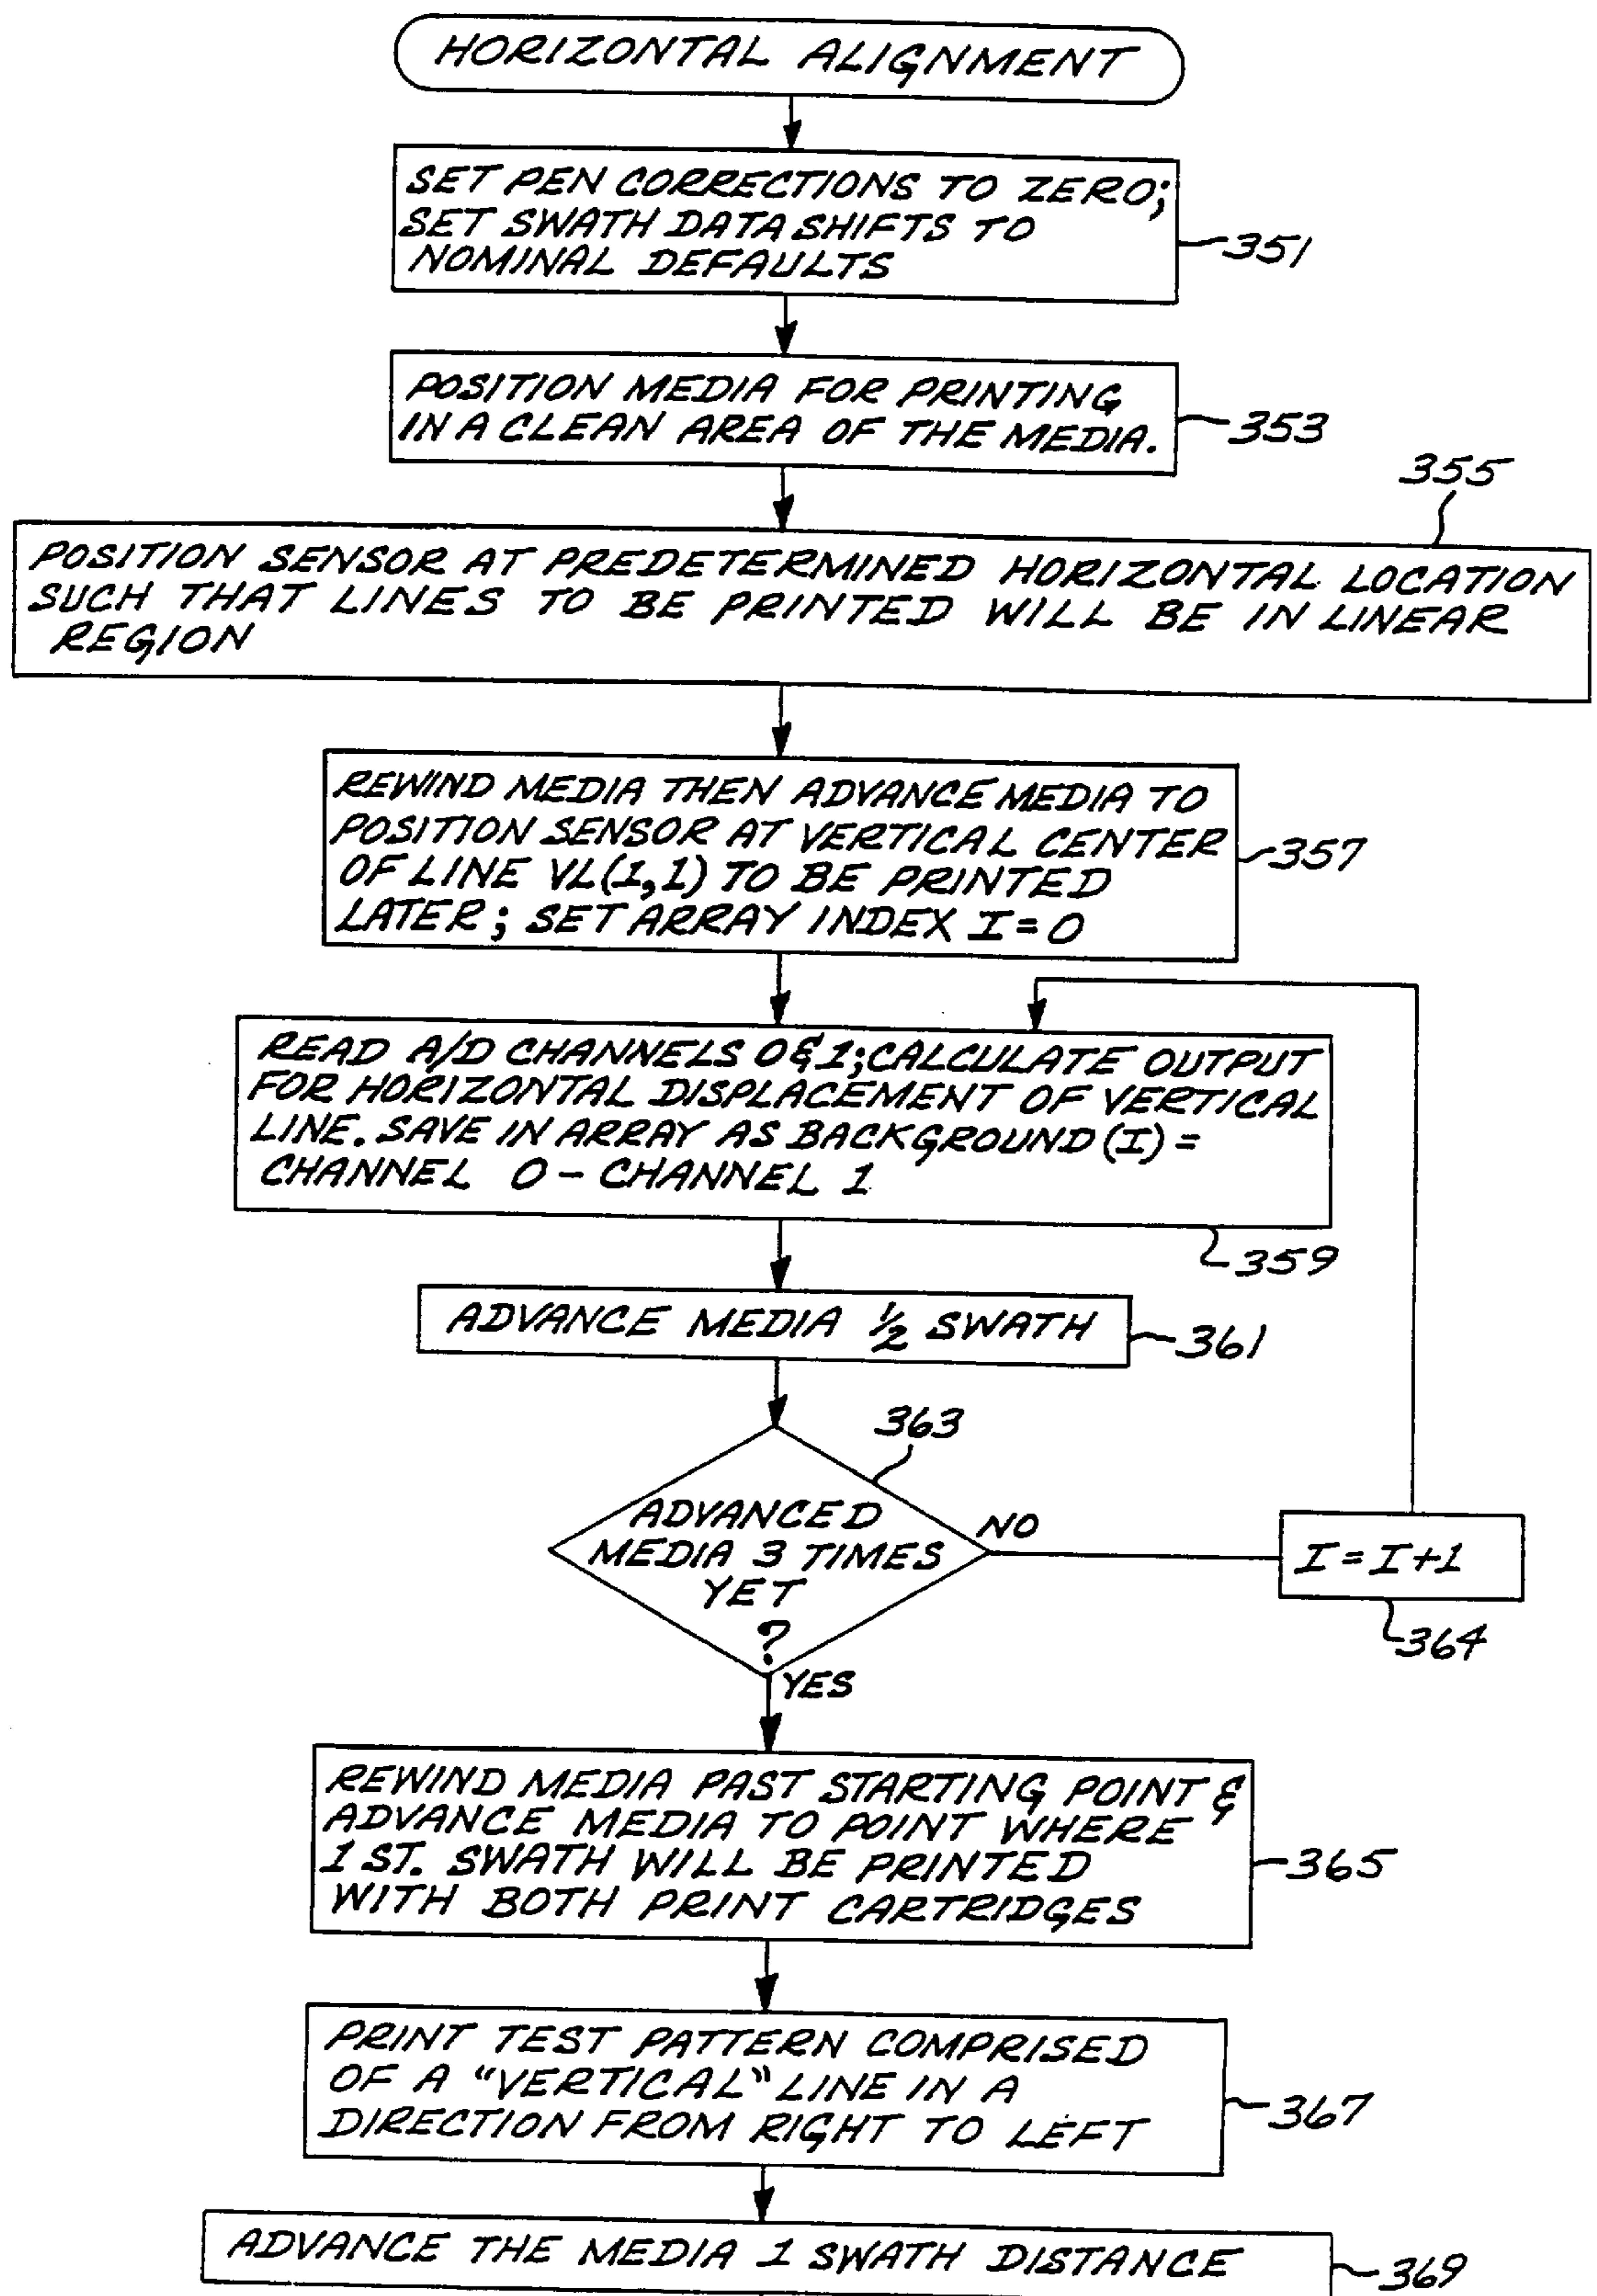 HORIZONTAL ALIGNMENT
SET PEN CORRECTIONS TO ZERO;
SET SWATH DATA SHIFTS TO
NOMINAL DEFAULTS
351
POSITION MEDIA FOR PRINTING
IN A CLEAN AREA OF THE MEDIA.
353
355
POSITION SENSOR AT PREDETERMINED HORIZONTAL LOCATION
SUCH THAT LINES TO BE PRINTED WILL BE IN LINEAR
REGION
REWIND MEDIA THEN ADVANCE MEDIA TO
POSITION SENSOR AT VERTICAL CENTER
OF LINE VL(1,1) TO BE PRINTED
LATER; SET ARRAY INDEX I=0
357
READ A/D CHANNELS 0&1; CALCULATE OUTPUT
FOR HORIZONTAL DISPLACEMENT OF VERTICAL
LINE. SAVE IN ARRAY AS BACKGROUND (I) =
CHANNEL 0 - CHANNEL 1
359
ADVANCE MEDIA ½ SWATH
361
363
ADVANCED
MEDIA 3 TIMES
YET
?
NO
I = I+1
364
YES
REWIND MEDIA PAST STARTING POINT &
ADVANCE MEDIA TO POINT WHERE
1 ST. SWATH WILL BE PRINTED
WITH BOTH PRINT CARTRIDGES
365
PRINT TEST PATTERN COMPRISED
OF A "VERTICAL" LINE IN A
DIRECTION FROM RIGHT TO LEFT
367
ADVANCE THE MEDIA 1 SWATH DISTANCE
369